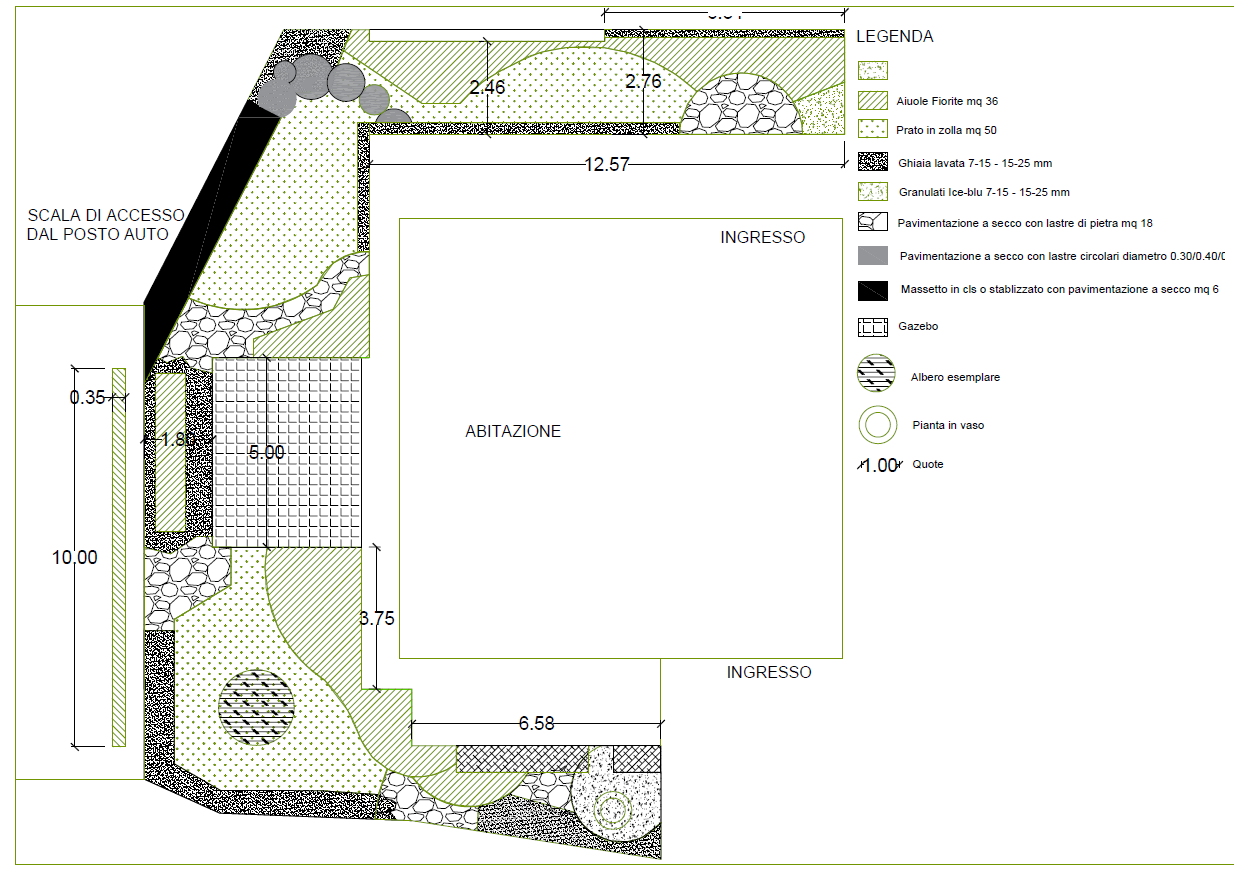 LEGENDA
2.46
2.76
Aiuole Fiorite mq 36
Prato in zolla mq 50
12.57
Ghiaia lavata 7-15 - 15-25 mm
Granulati Ice-blu 7-15 - 15-25 mm
SCALA DI ACCESSO
DAL POSTO AUTO
INGRESSO
Pavimentazione a secco con lastre di pietra mq 18
Pavimentazione a secco con lastre circolari diametro 0.30/0.40/
Massetto in cls o stablizzato con pavimentazione a secco mq 6
Gazebo
Albero esemplare
0.35
Pianta in vaso
ABITAZIONE
5.00
1.00
Quote
10.00
3.75
INGRESSO
6.58